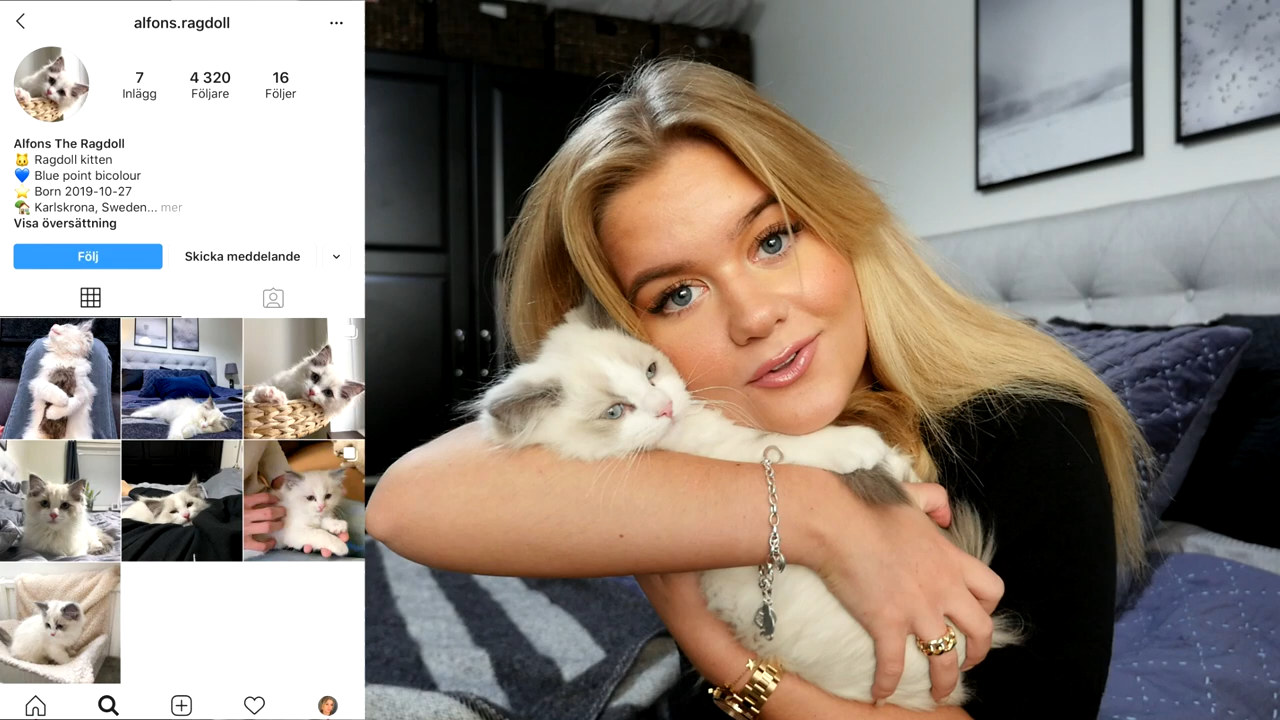 alfons.ragdoll
7 4 320 16
Inlägg Följare Följer
Alfons The Ragdoll
🐱 Ragdoll kitten
💙 Blue point bicolour
⭐ Born 2019-10-27
🏡 Karlskrona, Sweden... mer
Visa översättning
Följ Skicka meddelande